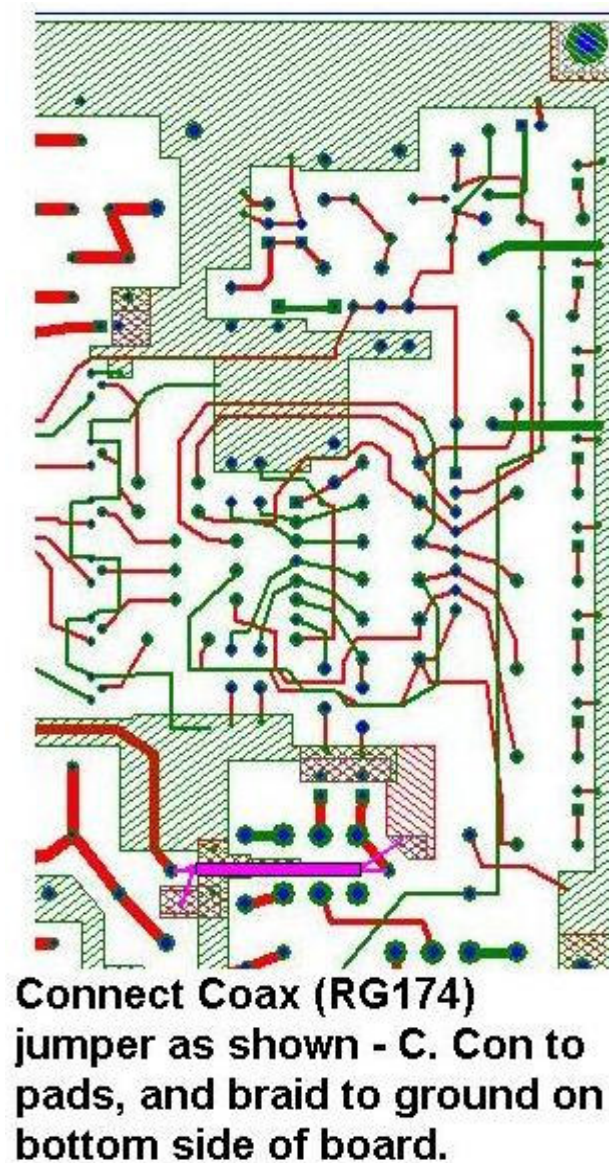 Connect Coax (RG174)
jumper as shown - C. Con to
pads, and braid to ground on
bottom side of board.